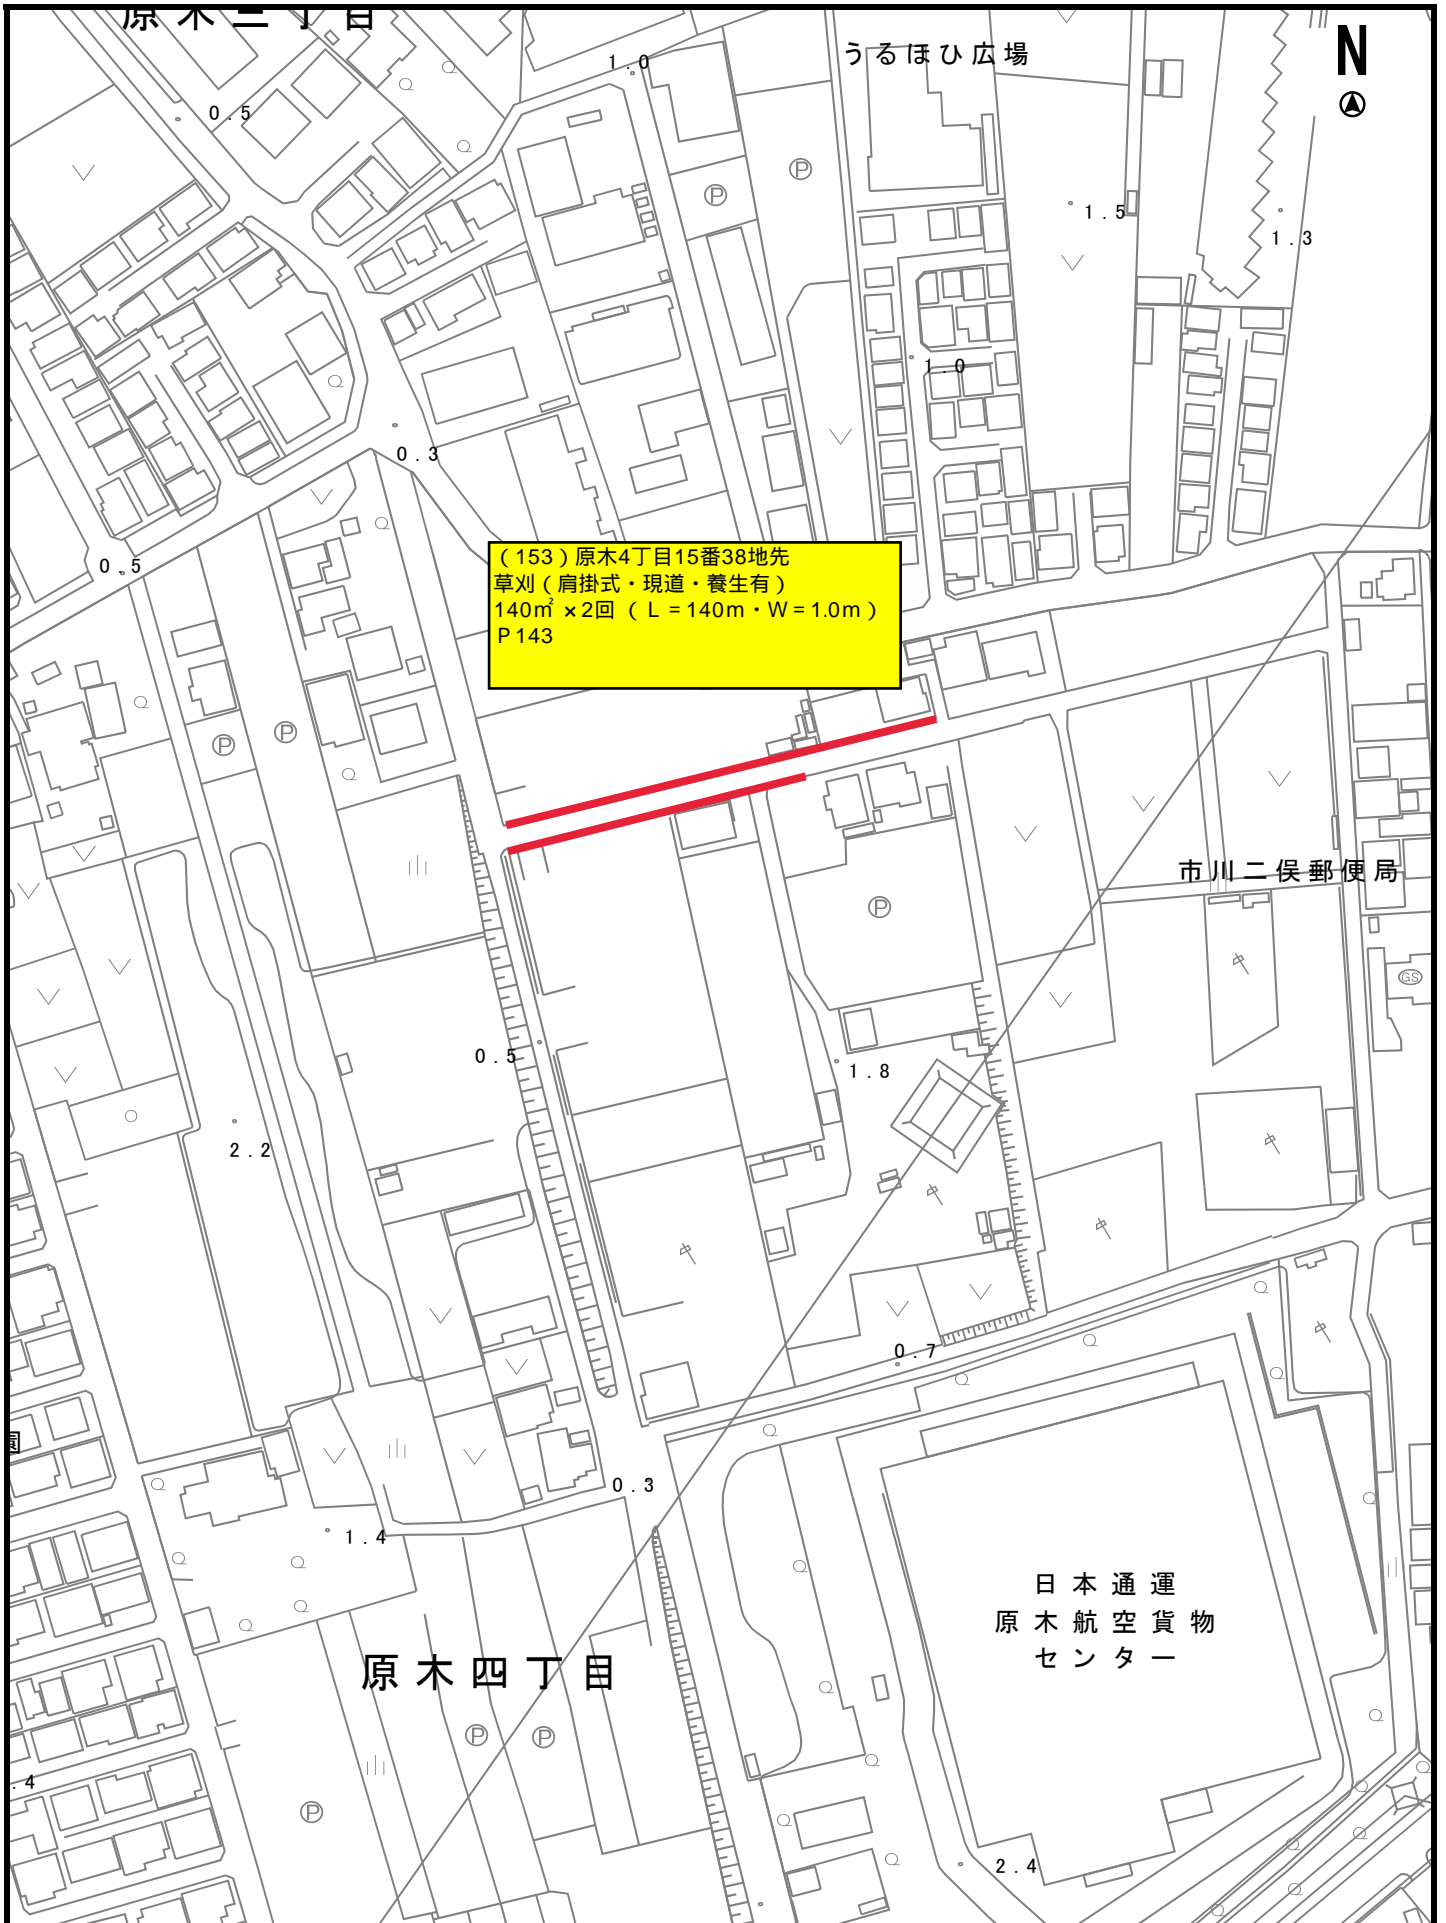 原木三丁目
うるほひ広場
N
1.0
0.5
P
P
1.5
1.3
1.0
0.3
0.5
（153）原木4丁目15番38地先
草刈（肩掛式・現道・養生有）
140㎡×2回（L=140m・W=1.0m）
P143
P
P
市川二俣郵便局
P
GS
0.5
1.8
2.2
0.7
園
0.3
1.4
日本通運
原木航空貨物
センター
原木四丁目
P
P
.4
P
2.4